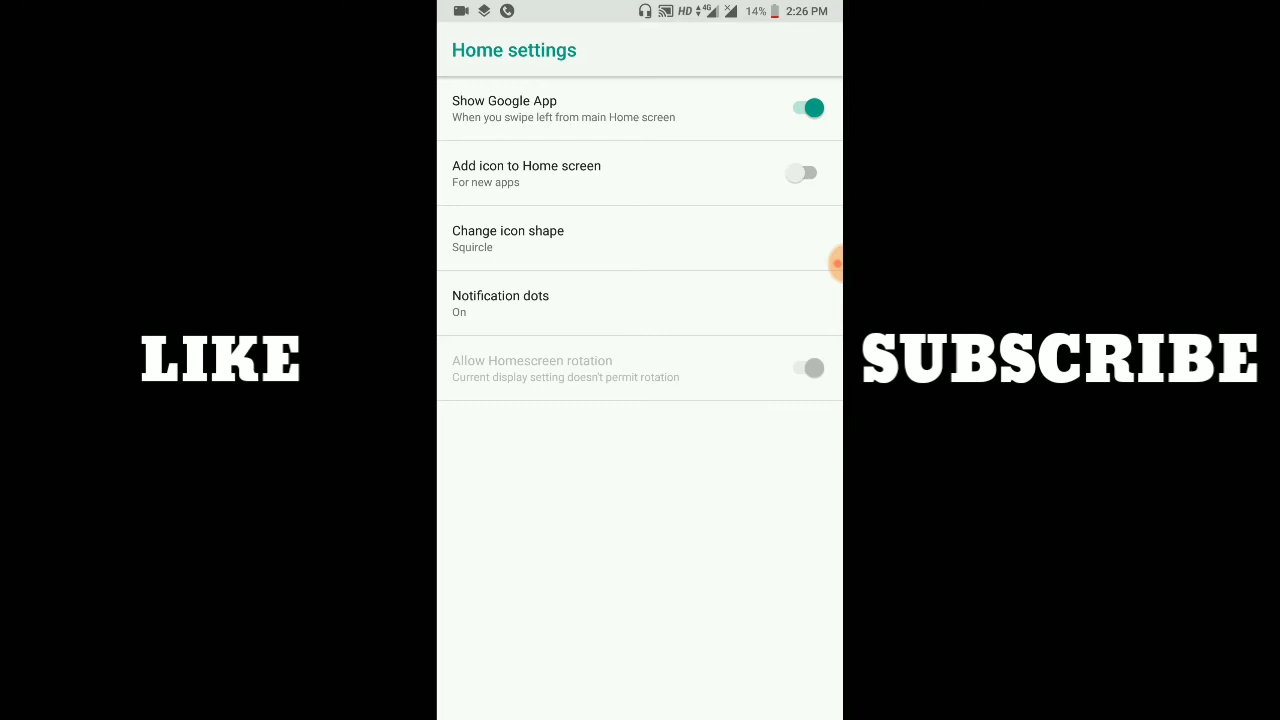 HD 4G 14% 2:26 PM
Home settings
Show Google App
When you swipe left from main Home screen
Add icon to Home screen
For new apps
Change icon shape
Squircle
Notification dots
On
Allow Homescreen rotation
Current display setting doesn't permit rotation
LIKE
SUBSCRIBE